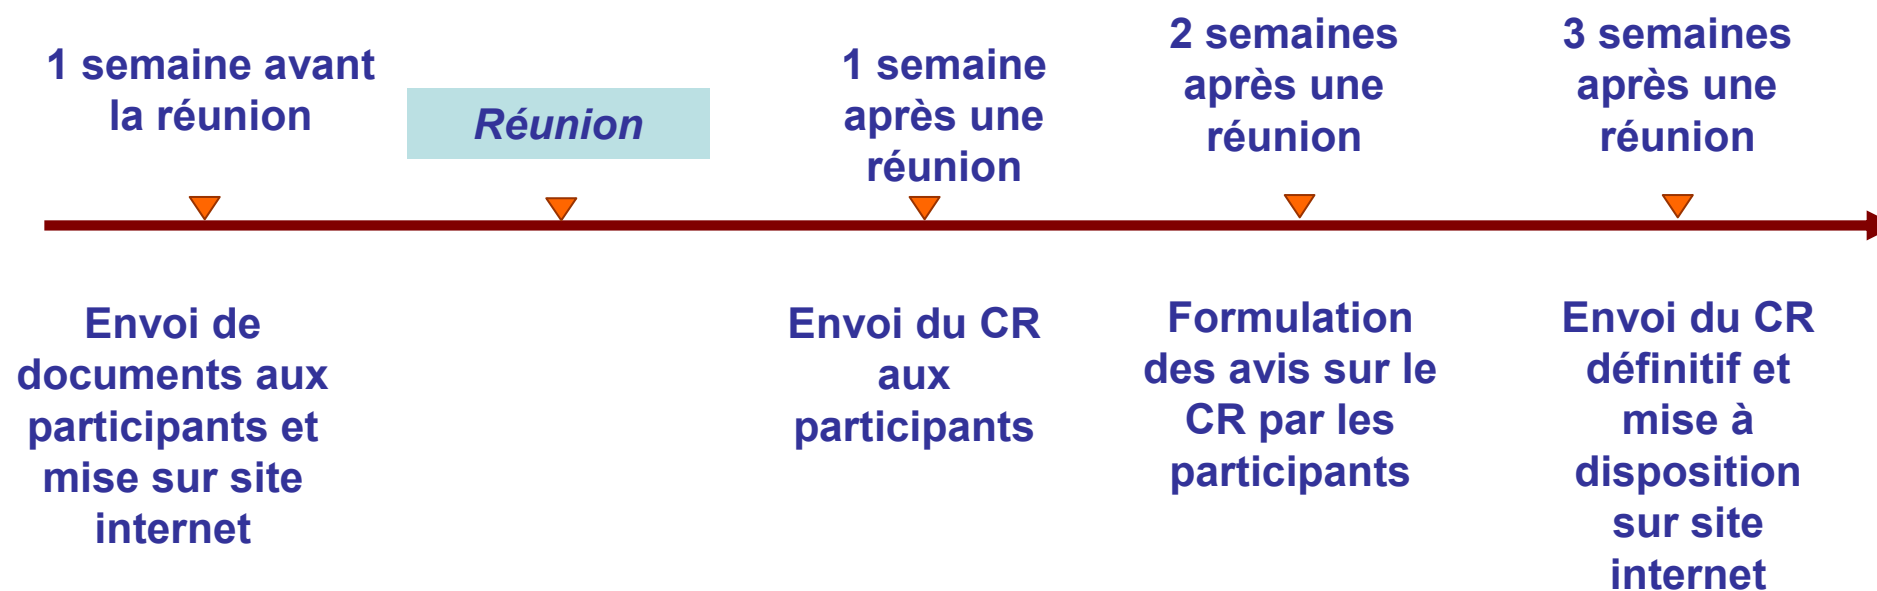 1 semaine avant
la réunion
Réunion
1 semaine
après une
réunion
2 semaines
après une
réunion
3 semaines
après une
réunion
Envoi de
documents aux
participants et
mise sur site
internet
Envoi du CR
aux
participants
Formulation
des avis sur le
CR par les
participants
Envoi du CR
définitif et
mise à
disposition
sur site
internet